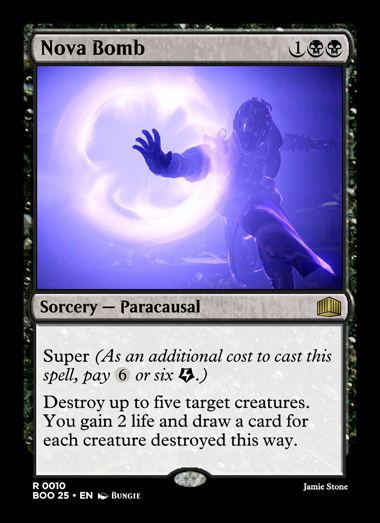 Nova Bomb 1
Sorcery — Paracausal
Super (As an additional cost to cast this
spell, pay 6 or six .)
Destroy up to five target creatures.
You gain 2 life and draw a card for
each creature destroyed this way.
R 0010
Jamie Stone
BOO 25 • EN Bungie